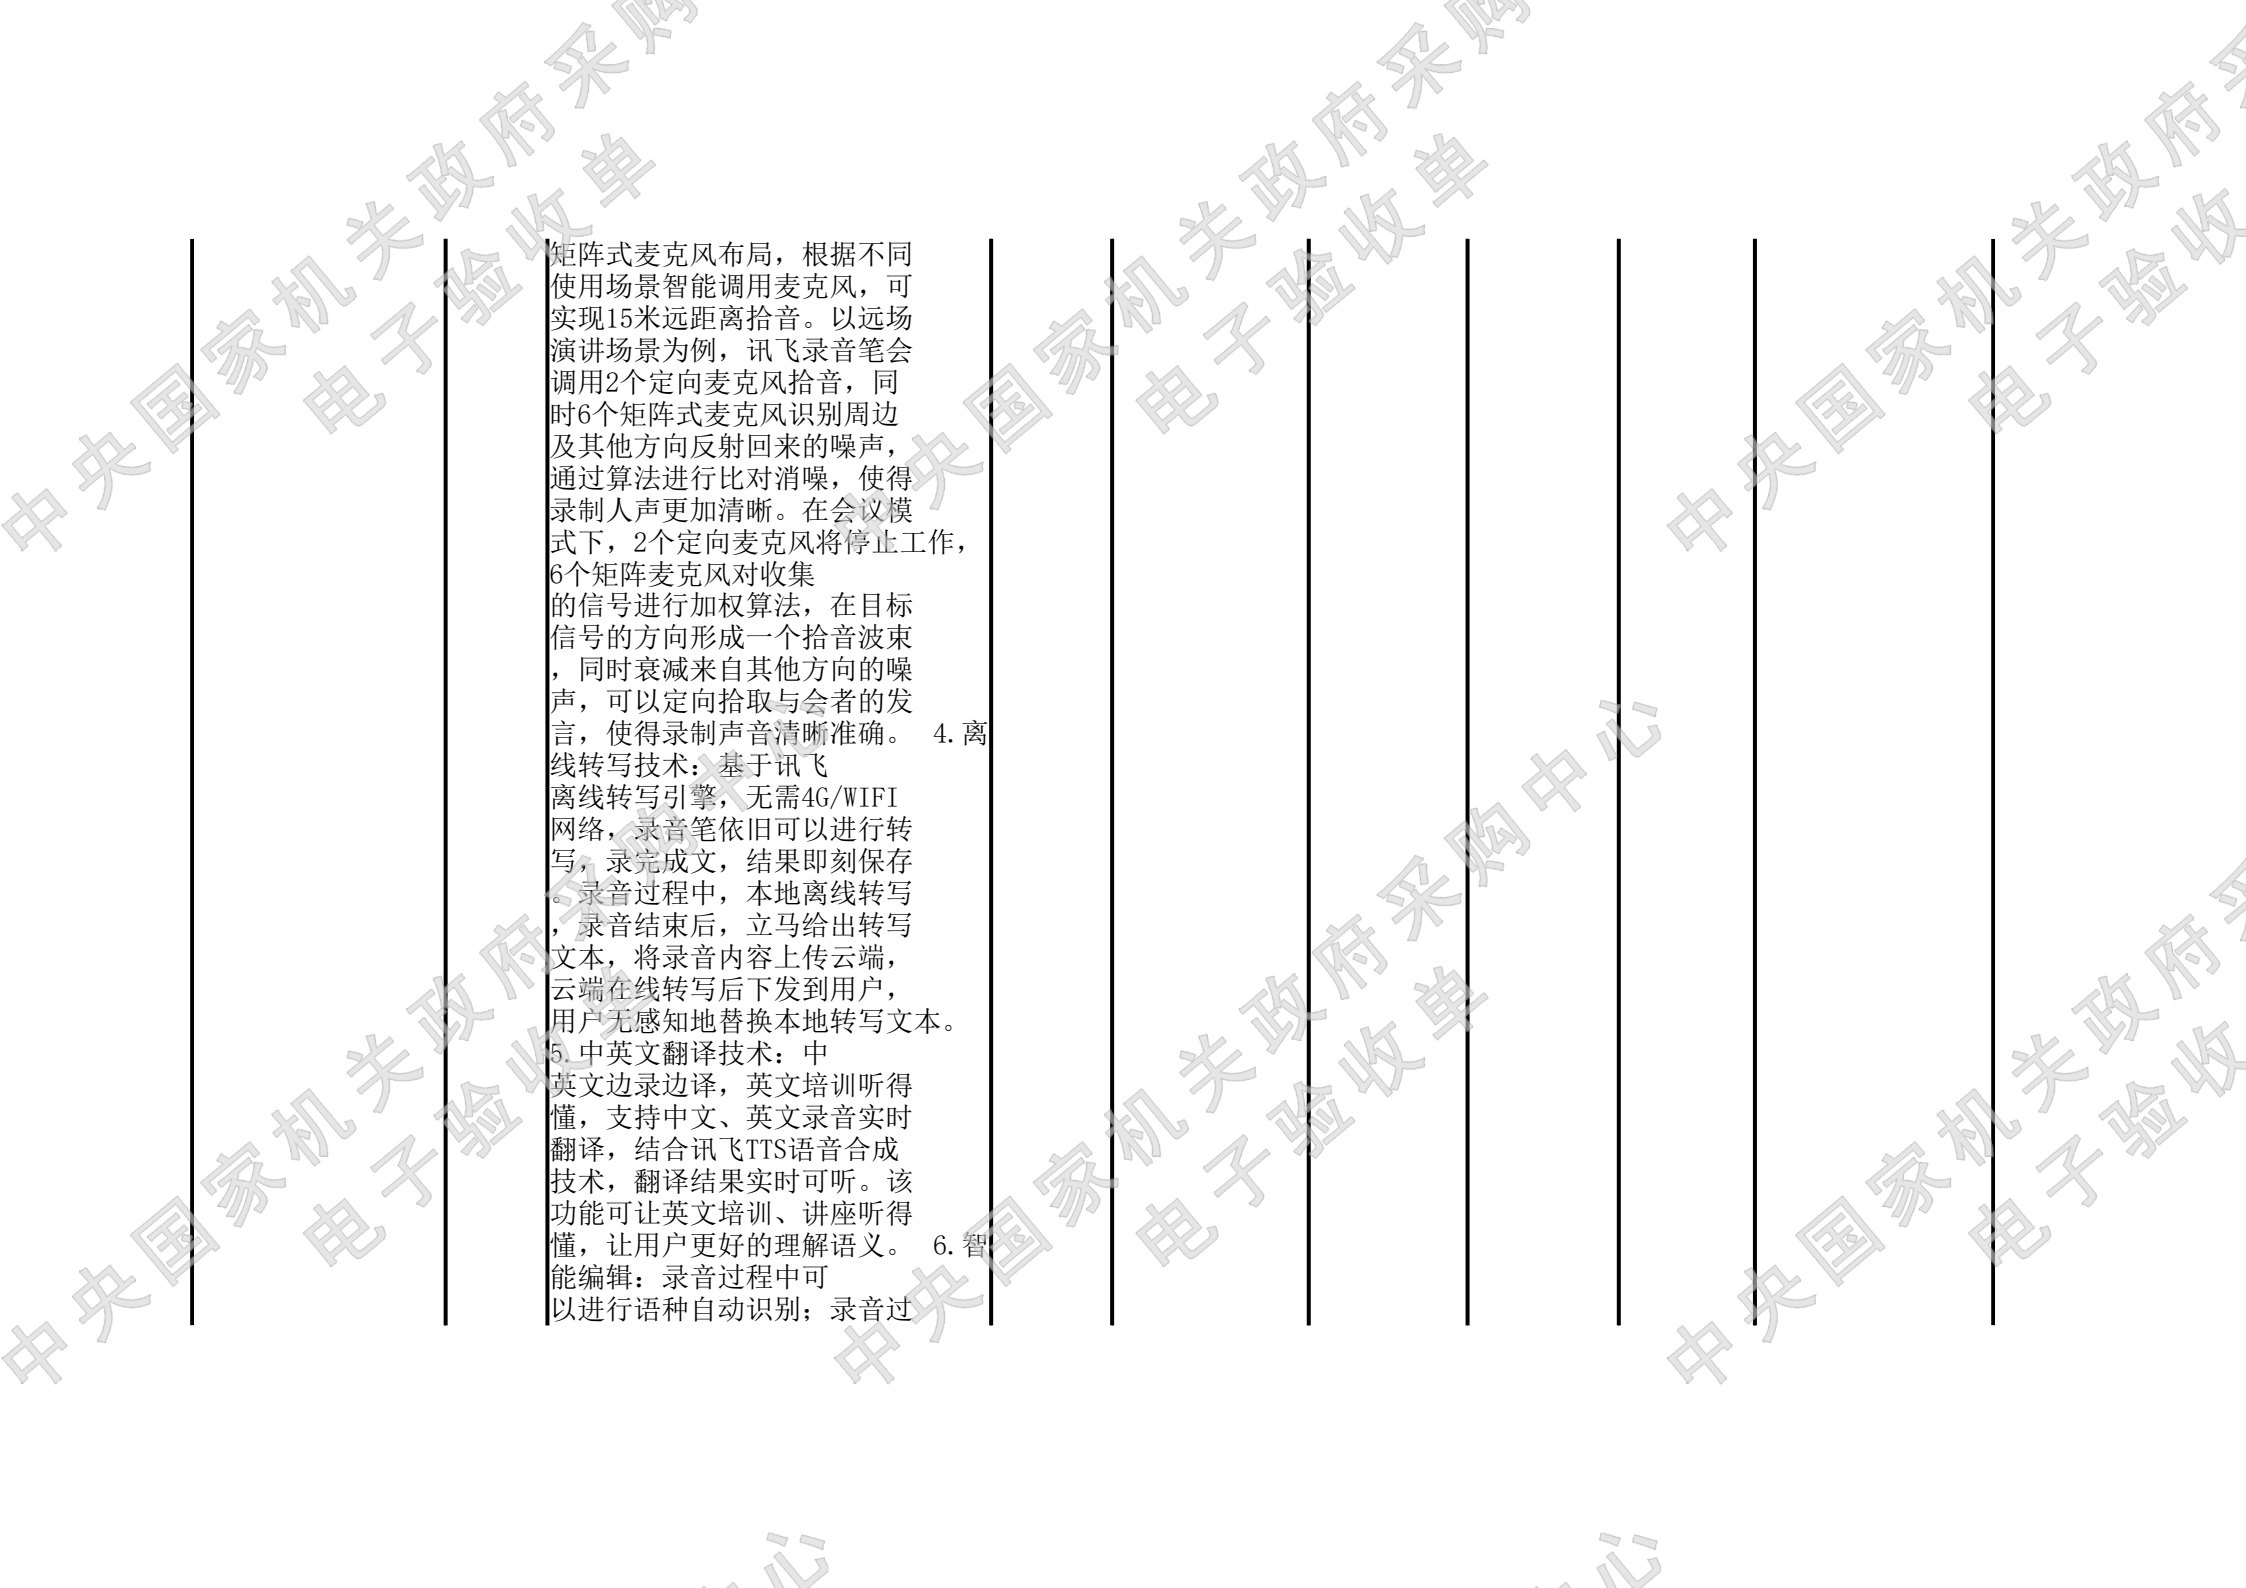 矩阵式麦克风布局，根据不同
使用场景智能调用麦克风，可
实现15米远距离拾音。以远场
演讲场景为例，讯飞录音笔会
调用2个定向麦克风拾音，同
时6个矩阵式麦克风识别周边
及其他方向反射回来的噪声，
通过算法进行比对消噪，使得
录制人声更加清晰。在会议模
式下，2个定向麦克风将停止工作，
6个矩阵麦克风对收集
的信号进行加权算法，在目标
信号的方向形成一个拾音波束
，同时衰减来自其他方向的噪
声，可以定向拾取与会者的发
言，使得录制声音清晰准确。 4.离
线转写技术：基于讯飞
离线转写引擎，无需4G/WIFI
网络，录音笔依旧可以进行转
写，录完成文，结果即刻保存
。录音过程中，本地离线转写
，录音结束后，立马给出转写
文本，将录音内容上传云端，
云端在线转写后下发到用户，
用户无感知地替换本地转写文本。
5.中英文翻译技术：中
英文边录边译，英文培训听得
懂，支持中文、英文录音实时
翻译，结合讯飞TTS语音合成
技术，翻译结果实时可听。该
功能可让英文培训、讲座听得
懂，让用户更好的理解语义。 6.智
能编辑：录音过程中可
以进行语种自动识别；录音过
中央国家机关政府采购中心
电子验收单